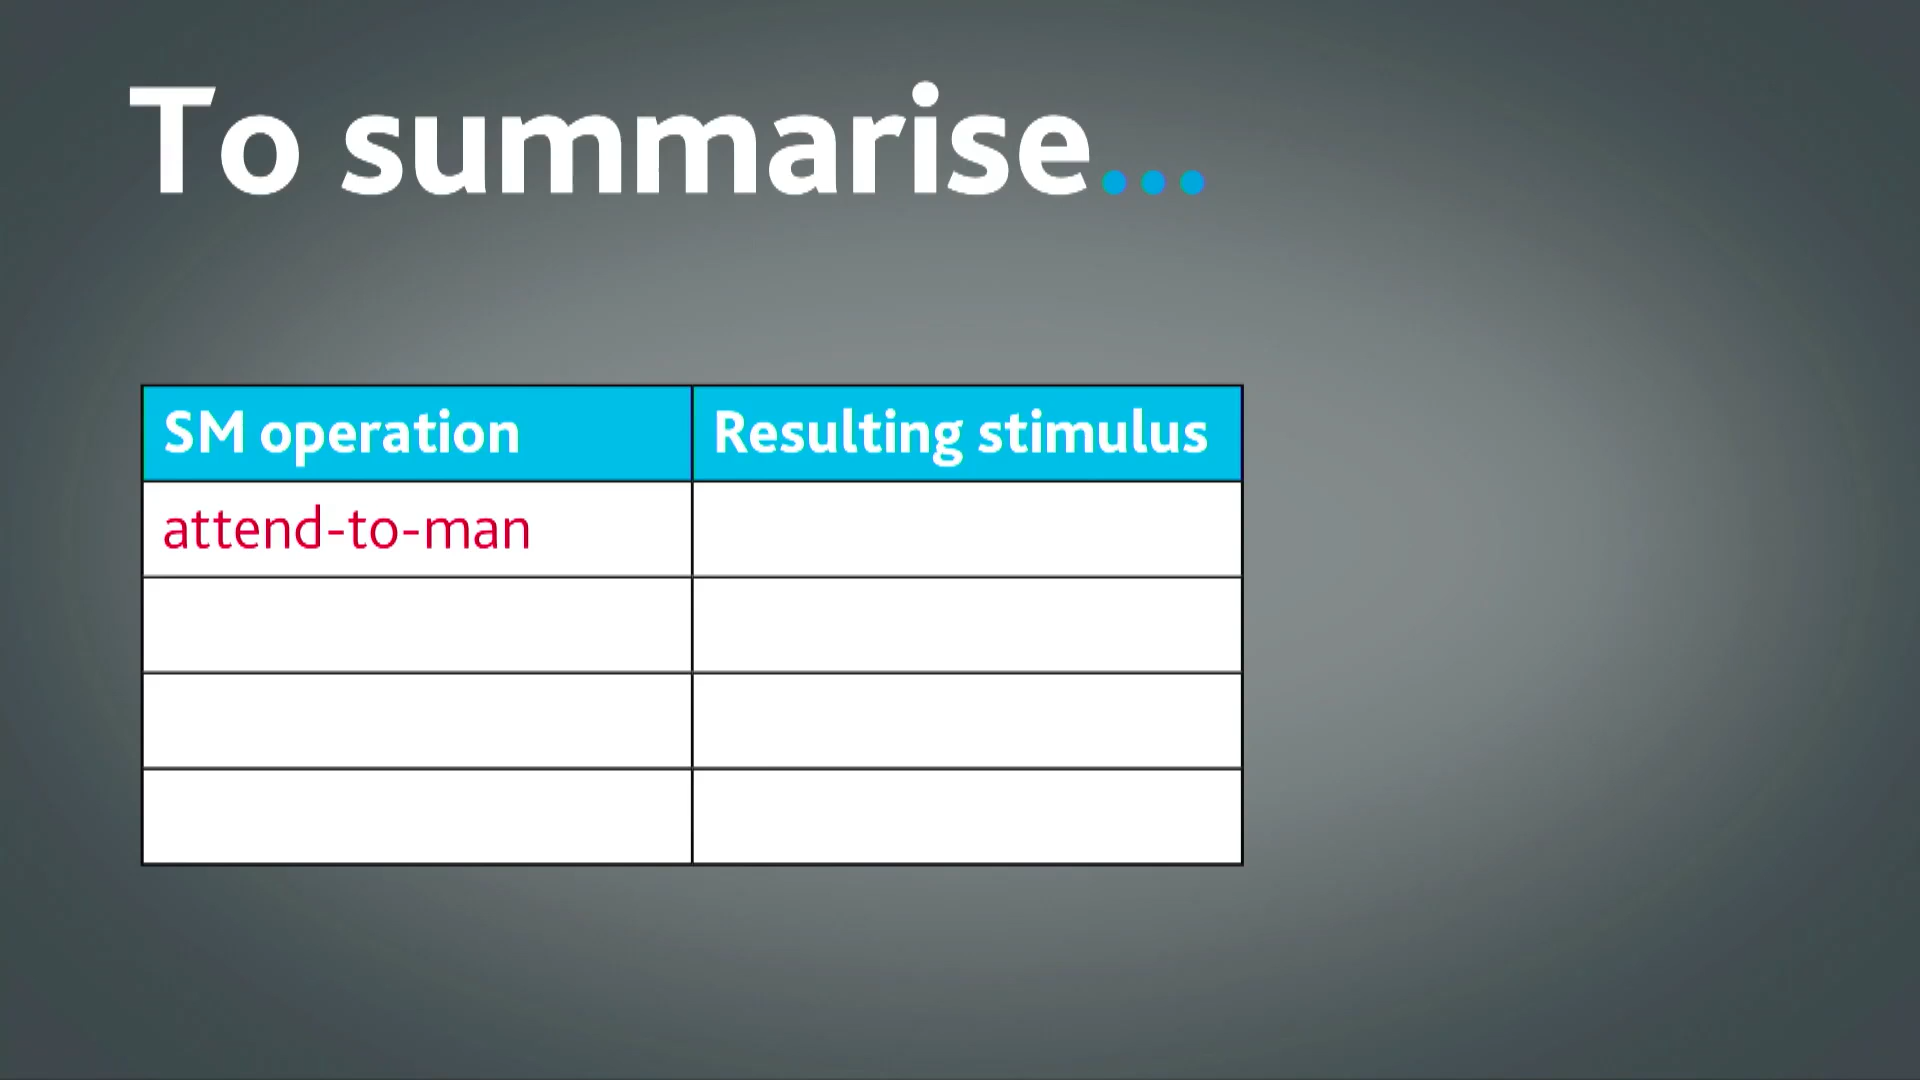 To summarise...
SM operation Resulting stimulus
attend-to-man